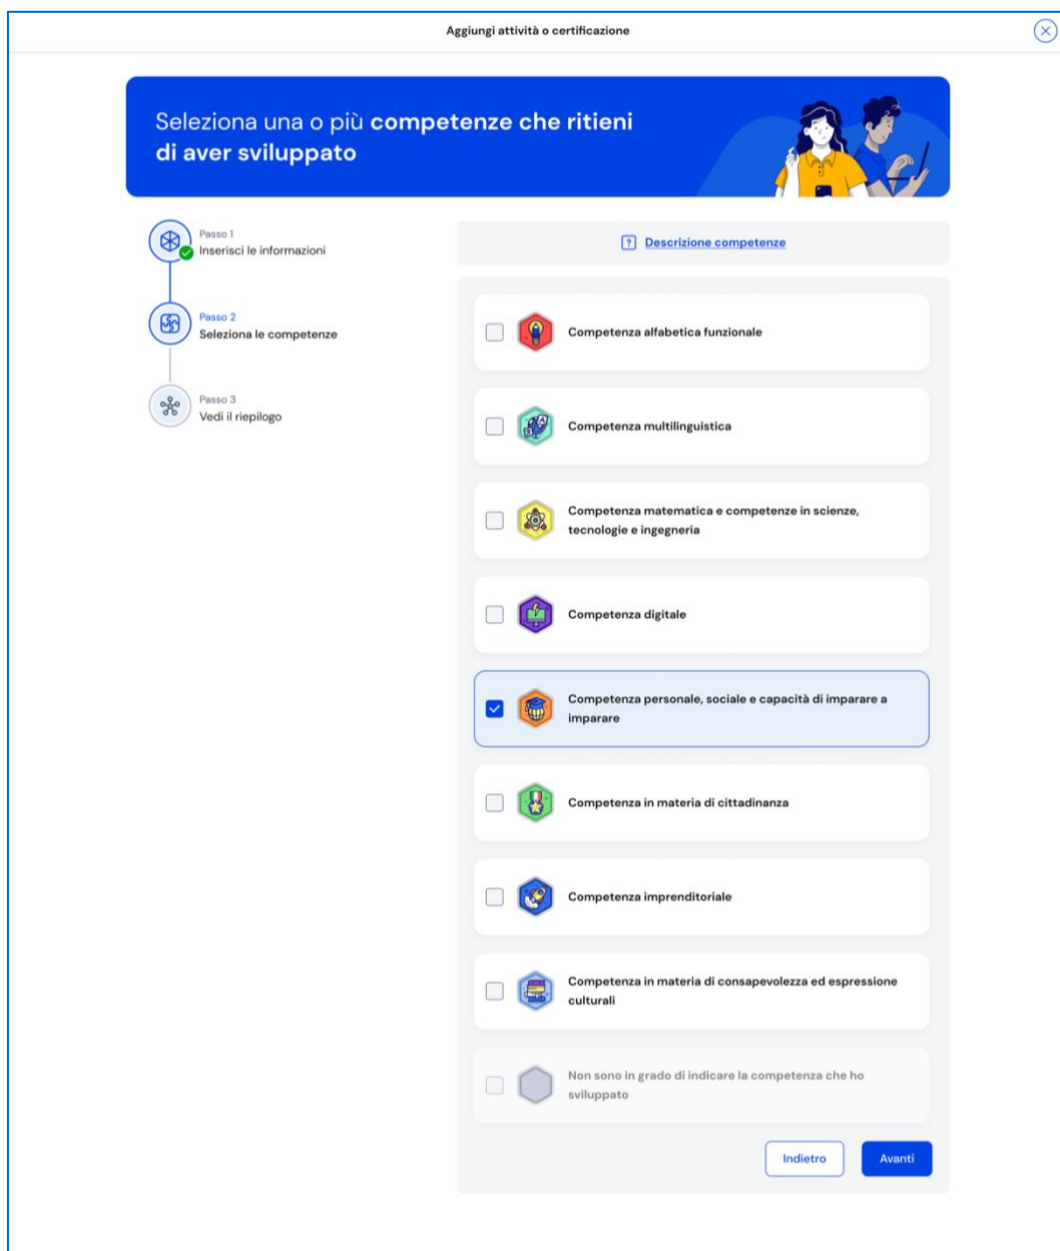 Aggiungi attività o certificazione
Seleziona una o più competenze che ritieni
di aver sviluppato
Passo 1
Inserisci le informazioni
Passo 2
Seleziona le competenze
Passo 3
Vedi il riepilogo
Descrizione competenze
Competenza alfabetica funzionale
Competenza multilinguistica
Competenza matematica e competenze in scienze,
tecnologie e ingegneria
Competenza digitale
Competenza personale, sociale e capacità di imparare a
imparare
Competenza in materia di cittadinanza
Competenza imprenditoriale
Competenza in materia di consapevolezza ed espressione
culturali
Non sono in grado di indicare la competenza che ho
sviluppato
Indietro
Avanti